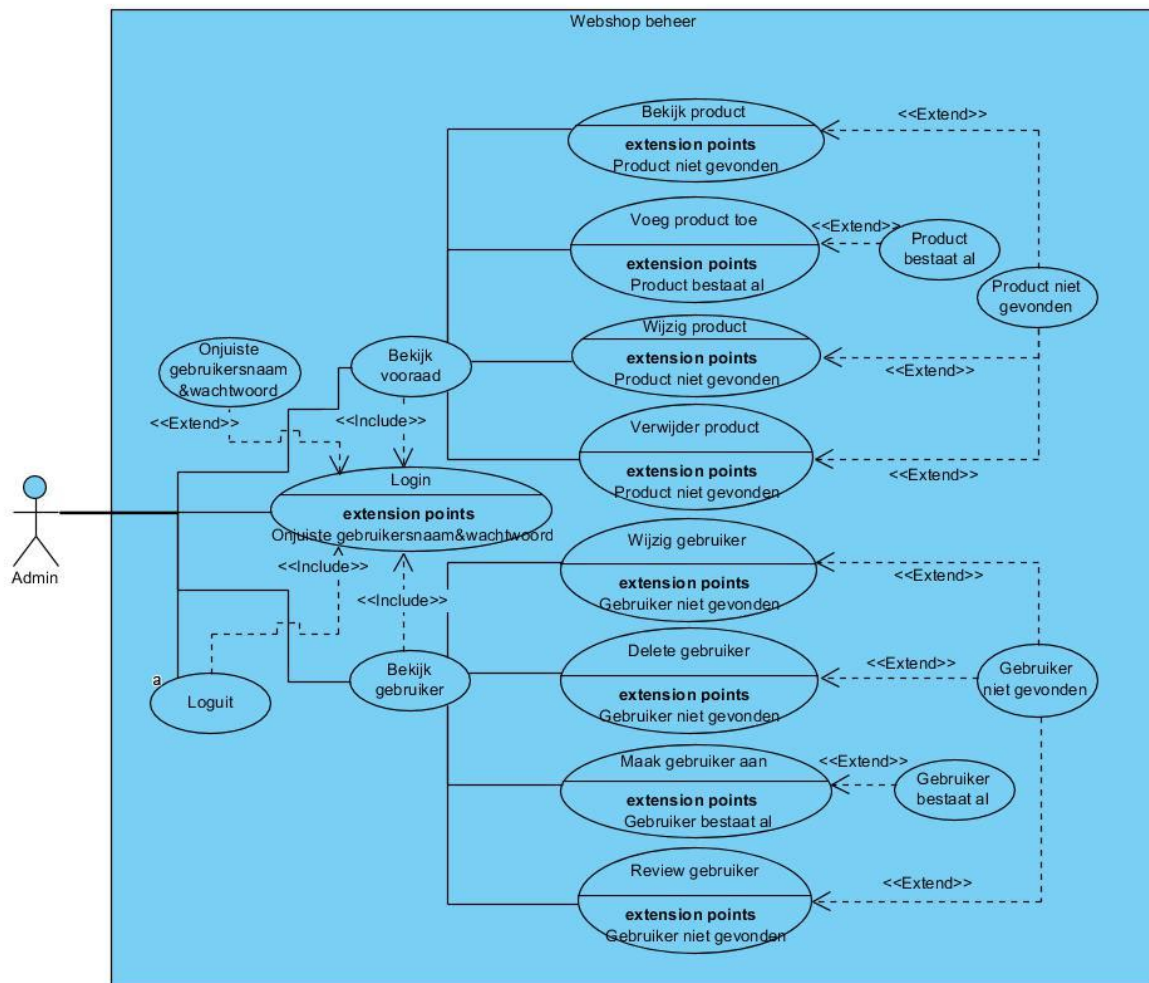 Webshop beheer
Bekijk product
extension points
Product niet gevonden
<<Extend>>
Voeg product toe
extension points
Product bestaat al
<<Extend>>
Product
bestaat al
Product niet
gevonden
Wijzig product
extension points
Product niet gevonden
<<Extend>>
Onjuiste
gebruikersnaam
&wachtwoord
<<Extend>>
Bekijk
vooraad
<<Include>>
Verwijder product
extension points
Product niet gevonden
<<Extend>>
Login
extension points
Onjuiste gebruikersnaam&wachtwoord
<<Include>>
<<Include>>
Admin
Wijzig gebruiker
extension points
Gebruiker niet gevonden
<<Extend>>
a
Loguit
Bekijk
gebruiker
Delete gebruiker
extension points
Gebruiker niet gevonden
<<Extend>>
Gebruiker
niet gevonden
Maak gebruiker aan
extension points
Gebruiker bestaat al
<<Extend>>
Gebruiker
bestaat al
Review gebruiker
extension points
Gebruiker niet gevonden
<<Extend>>